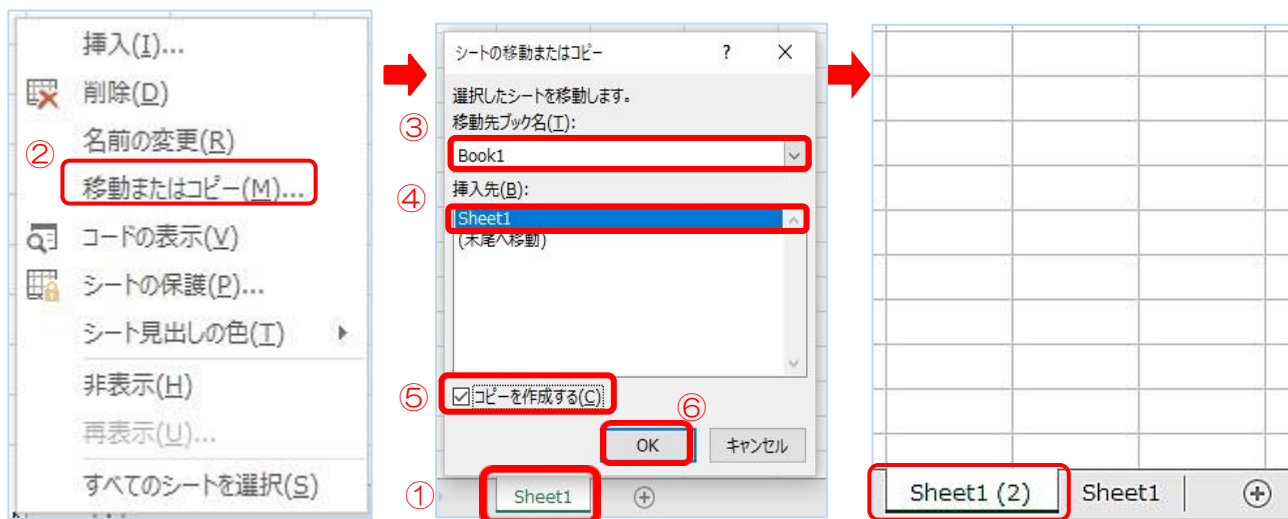 挿入(I)...
削除(D)
名前の変更(R)
②
移動またはコピー(M)...
コードの表示(V)
シートの保護(P)...
シート見出しの色(T)
非表示(H)
再表示(U)...
すべてのシートを選択(S)
シートの移動またはコピー ? ×
選択したシートを移動します。
移動先ブック名(T):
③
Book1
挿入先(B):
④
Sheet1
(末尾へ移動)
⑤
コピーを作成する(C)
⑥
OK キャンセル
①
Sheet1
Sheet1 (2) Sheet1